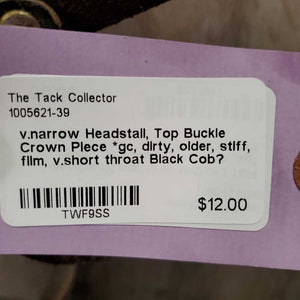 The Tack Collector
1005621-39
v.narrow Headstall, Top Buckle
Crown Piece *gc, dirty, older, stiff,
film, v.short throat Black Cob?
TWF9SS
$12.00